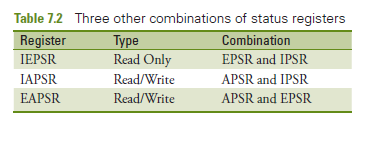 Table 7.2 Three other combinations of status registers
Register Type Combination
IEPSR Read Only EPSR and IPSR
IAPSR Read/Write APSR and IPSR
EAPSR Read/Write APSR and EPSR